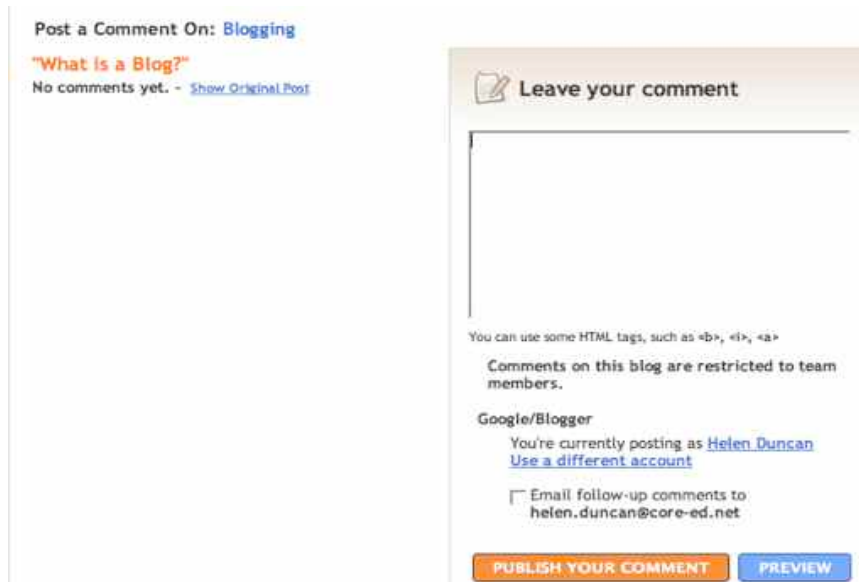 Post a Comment On: Blogging
"What is a Blog?"
No comments yet. - Show Original Post
Leave your comment
You can use some HTML tags, such as <b>, <i>, <a>
Comments on this blog are restricted to team
members.
Google/Blogger
You're currently posting as Helen Duncan
Use a different account
Email follow-up comments to
helen.duncan@core-ed.net
PUBLISH YOUR COMMENT
PREVIEW